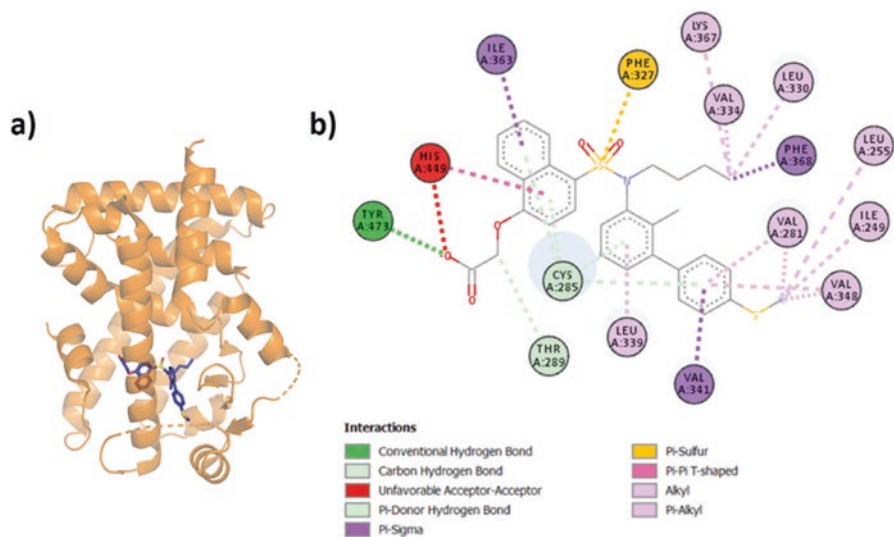 a)
b)
ILE
A:363
PHE
A:327
LYS
A:367
VAL
A:334
LEU
A:330
PHE
A:368
LEU
A:255
HIS
A:449
TYR
A:473
O
O
S
N
O
O
O
CYS
A:285
THR
A:289
LEU
A:339
VAL
A:281
ILE
A:249
VAL
A:348
S
VAL
A:341
Interactions
Conventional Hydrogen Bond
Carbon Hydrogen Bond
Unfavorable Acceptor-Acceptor
Pi-Donor Hydrogen Bond
Pi-Sigma
Pi-Sulfur
Pi-Pi T-shaped
Alkyl
Pi-Alkyl